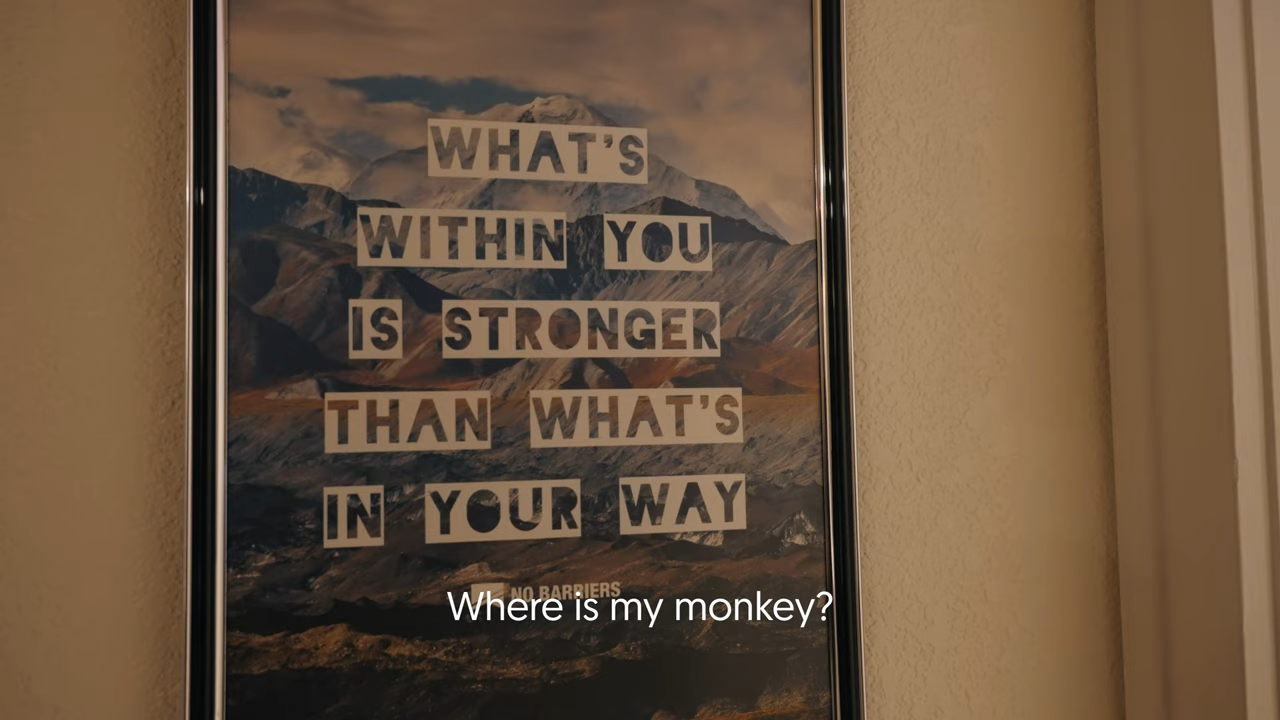 WHAT'S
WITHIN YOU
IS STRONGER
THAN WHAT'S
IN YOUR WAY
NO BARRIERS
Where is my monkey?